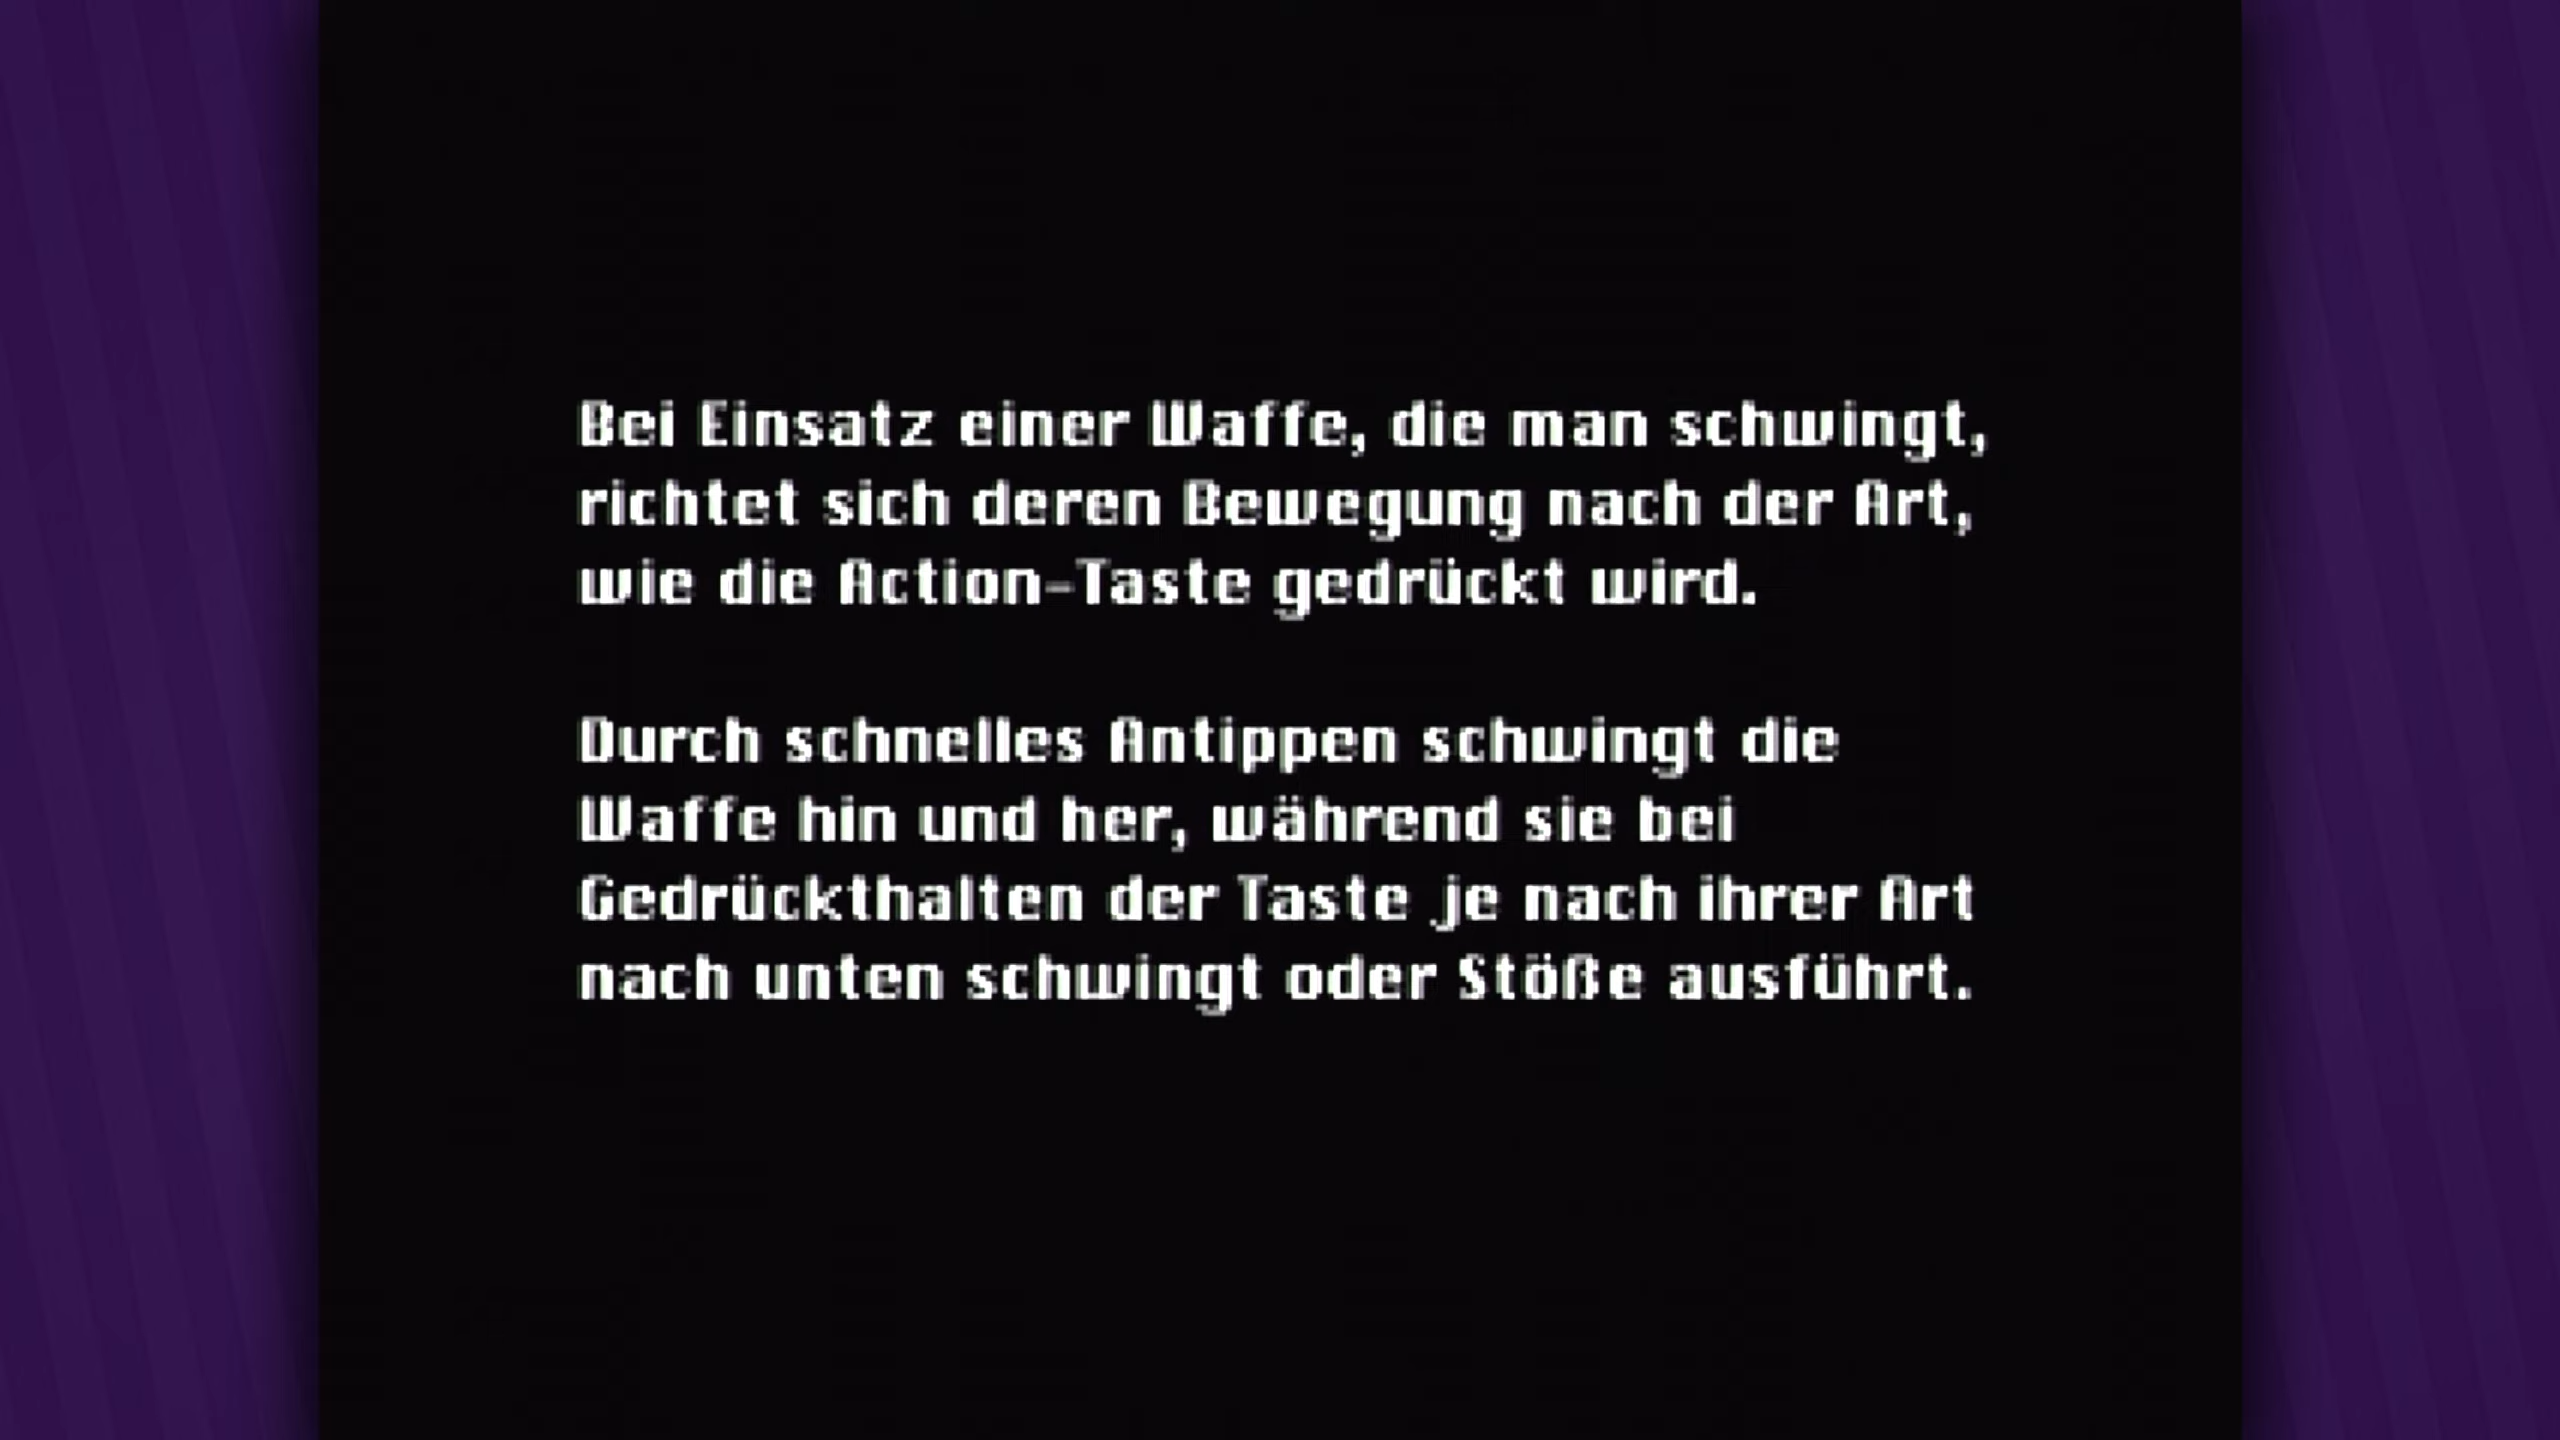 Bei Einsatz einer Waffe, die man schwingt,
richtet sich deren Bewegung nach der Art,
wie die Action-Taste gedrückt wird.
Durch schnelles Antippen schwingt die
Waffe hin und her, während sie bei
Gedrückthalten der Taste je nach ihrer Art
nach unten schwingt oder Stöße ausführt.